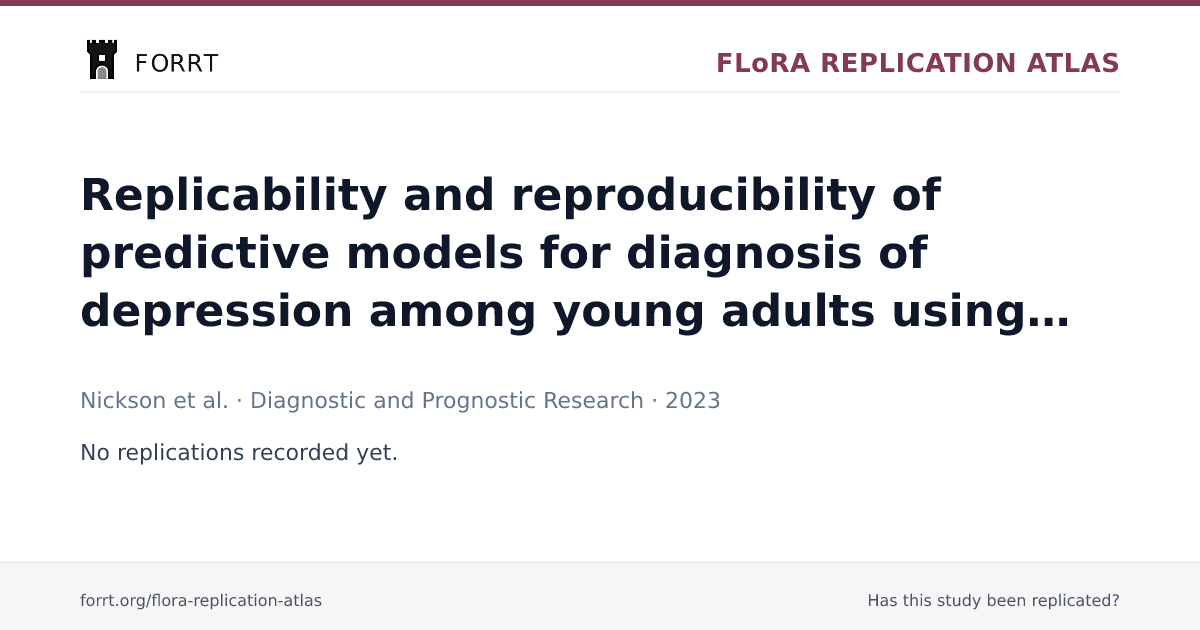 FORRT
FLoRA REPLICATION ATLAS
Replicability and reproducibility of
predictive models for diagnosis of
depression among young adults using…
Nickson et al. · Diagnostic and Prognostic Research · 2023
No replications recorded yet.
forrt.org/flora-replication-atlas
Has this study been replicated?